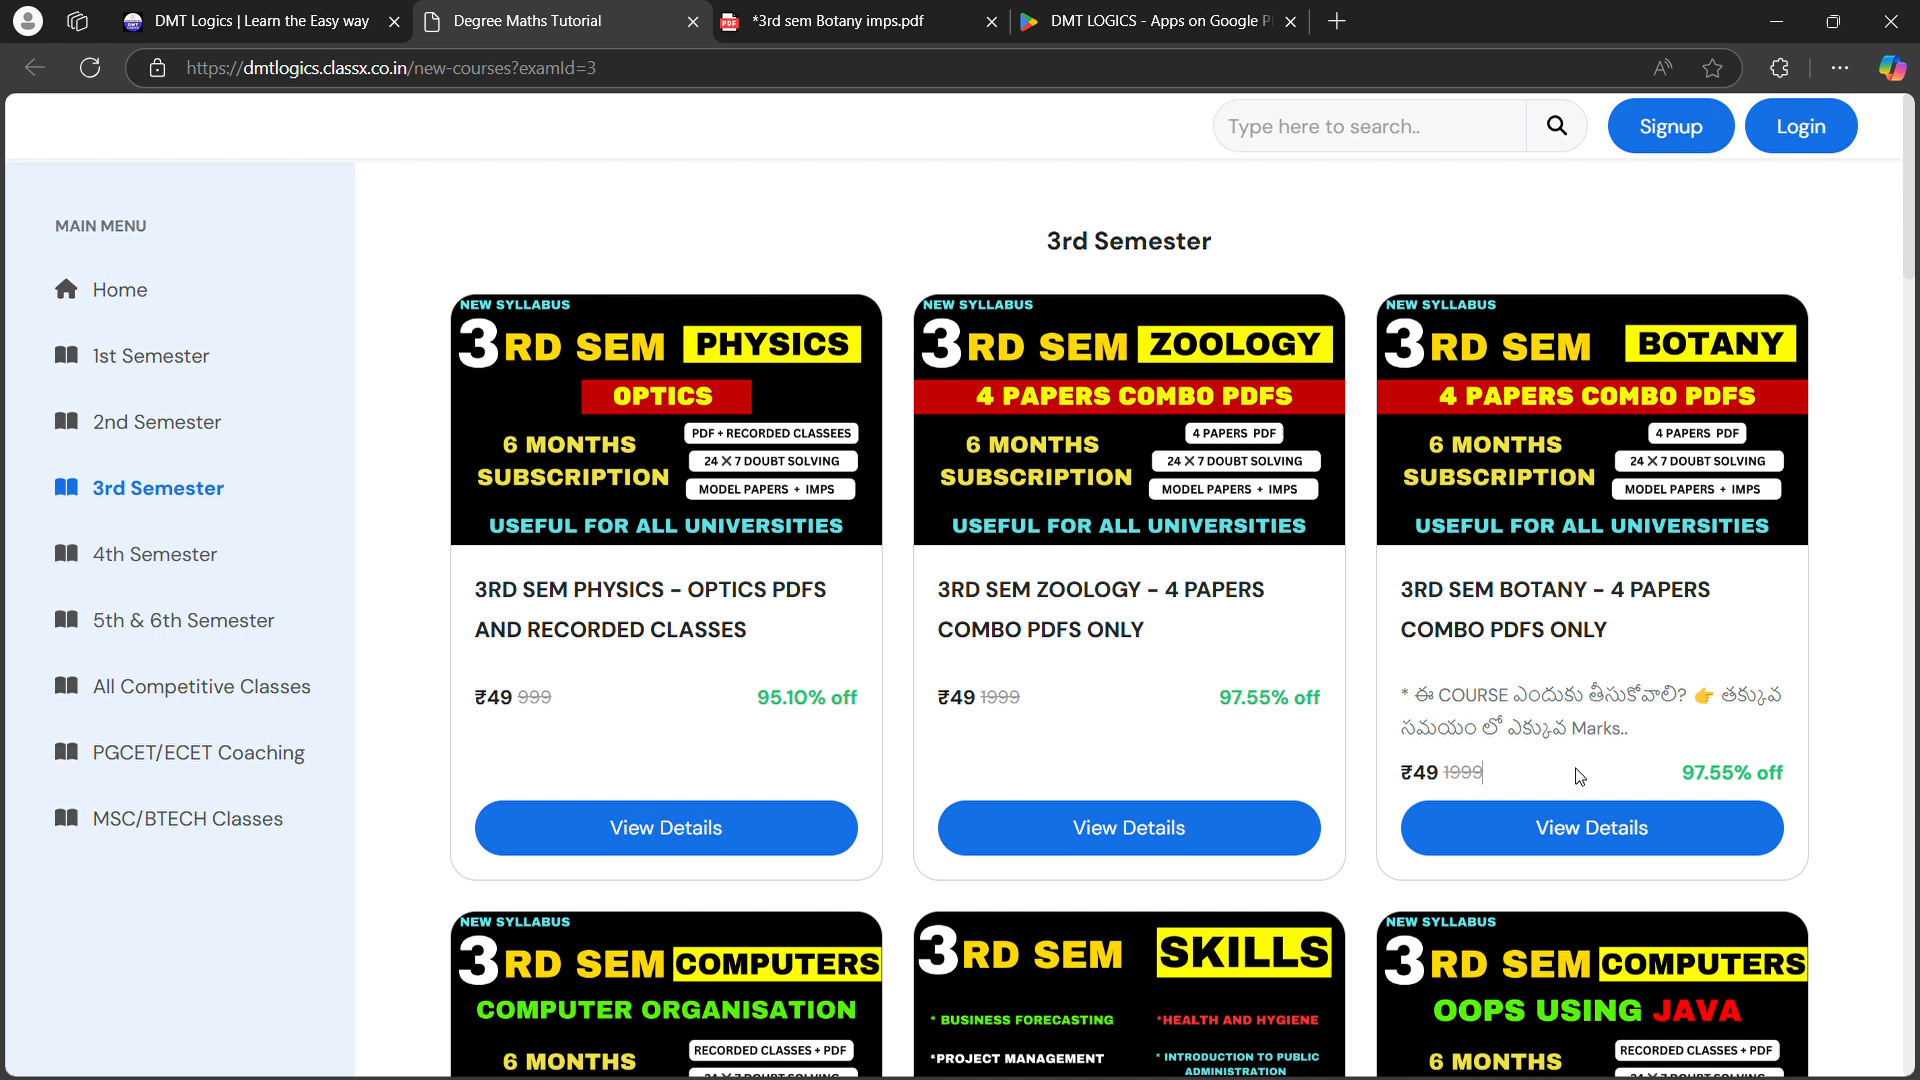 DMT Logics | Learn the Easy way
Degree Maths Tutorial
*3rd sem Botany imps.pdf
DMT LOGICS - Apps on Google P
https://dmtlogics.classx.co.in/new-courses?examId=3
Type here to search..
Signup
Login
MAIN MENU
Home
1st Semester
2nd Semester
3rd Semester
4th Semester
5th & 6th Semester
All Competitive Classes
PGCET/ECET Coaching
MSC/BTECH Classes
3rd Semester
NEW SYLLABUS
3RD SEM PHYSICS
OPTICS
6 MONTHS
SUBSCRIPTION
PDF + RECORDED CLASSEES
24 X 7 DOUBT SOLVING
MODEL PAPERS + IMPS
USEFUL FOR ALL UNIVERSITIES
3RD SEM PHYSICS - OPTICS PDFS
AND RECORDED CLASSES
₹49 999
95.10% off
View Details
NEW SYLLABUS
3RD SEM ZOOLOGY
4 PAPERS COMBO PDFS
6 MONTHS
SUBSCRIPTION
4 PAPERS PDF
24 X 7 DOUBT SOLVING
MODEL PAPERS + IMPS
USEFUL FOR ALL UNIVERSITIES
3RD SEM ZOOLOGY - 4 PAPERS
COMBO PDFS ONLY
₹49 1999
97.55% off
View Details
NEW SYLLABUS
3RD SEM BOTANY
4 PAPERS COMBO PDFS
6 MONTHS
SUBSCRIPTION
4 PAPERS PDF
24 X 7 DOUBT SOLVING
MODEL PAPERS + IMPS
USEFUL FOR ALL UNIVERSITIES
3RD SEM BOTANY - 4 PAPERS
COMBO PDFS ONLY
* ఈ COURSE ఎందుకు తీసుకోవాలి? 👉 తక్కువ
సమయం లో ఎక్కువ Marks..
₹49 1999
97.55% off
View Details
NEW SYLLABUS
3RD SEM COMPUTERS
COMPUTER ORGANISATION
6 MONTHS
RECORDED CLASSES + PDF
24 X 7 DOUBT SOLVING
3RD SEM SKILLS
* BUSINESS FORECASTING
*HEALTH AND HYGIENE
*PROJECT MANAGEMENT
* INTRODUCTION TO PUBLIC
ADMINISTRATION
NEW SYLLABUS
3RD SEM COMPUTERS
OOPS USING JAVA
6 MONTHS
RECORDED CLASSES + PDF
24 X 7 DOUBT SOLVING